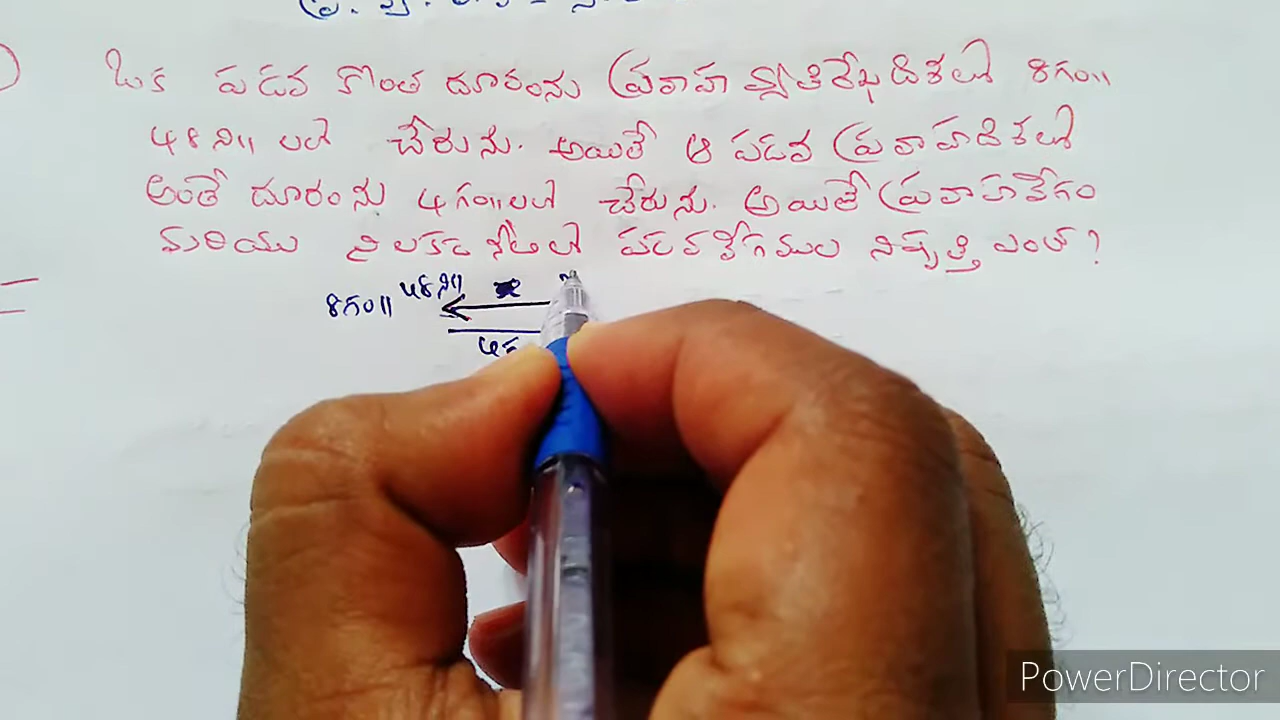 ఒక పడవ కొంత దూరంను ప్రవాహ వ్యతిరేఖదిశలో 8గం॥
48ని॥ లలో చేరును. అయితే ఆ పడవ ప్రవాహదిశలో
అంతే దూరంను 4గం॥లలో చేరును. అయితే ప్రవాహవేగం
మరియు నిలకడ నీటిలో పడవ వేగముల నిష్పత్తి ఎంత?
8గం॥ 48ని॥ x
PowerDirector